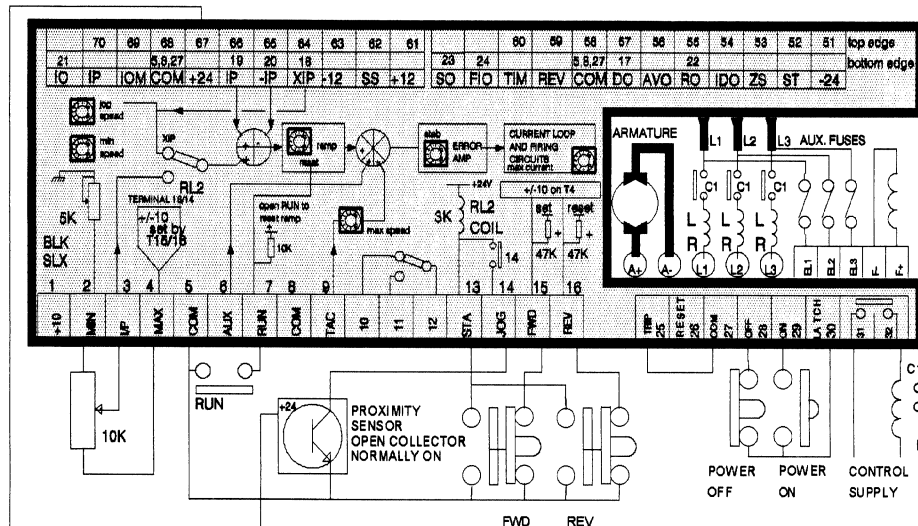 70 69 68 67 66 65 64 63 62 61 60 59 58 57 56 55 54 53 52 51 top edge
21 5,8,27 19 20 18 23 24 5,8,27 17 22 bottom edge
IO IP IOM COM +24 IP -IP XIP -12 SS +12 SO FIO TIM REV COM DO AVO RO IDO ZS ST -24
jog speed
min speed
XIP
RL2
TERMINAL 18/14
+/-10 set by T15/16
5K
BLK
SLX
+ -
ramp
reset
open RUN to reset ramp
10K
max speed
stab
ERROR AMP
CURRENT LOOP AND FIRING CIRCUITS
max current
+24V
3K
RL2 COIL
14
+/-10 on T4
set
reset
47K
47K
ARMATURE
L1 L2 L3 AUX. FUSES
C1 C1 C1
L L L
R R R
A+ A- L1 L2 L3 EL1 EL2 EL3 F- F+
1 2 3 4 5 6 7 8 9 13 14 15 16
+10 MIN I/P MAX COM AUX RUN COM TAC 10 11 12 STA JOG FWD REV
TRIP 25 RESET 26 COM 27 OFF 28 ON 29 LATCH 30 31 32
10K
RUN
+24
PROXIMITY
SENSOR
OPEN COLLECTOR
NORMALLY ON
FWD REV
POWER OFF
POWER ON
CONTROL SUPPLY